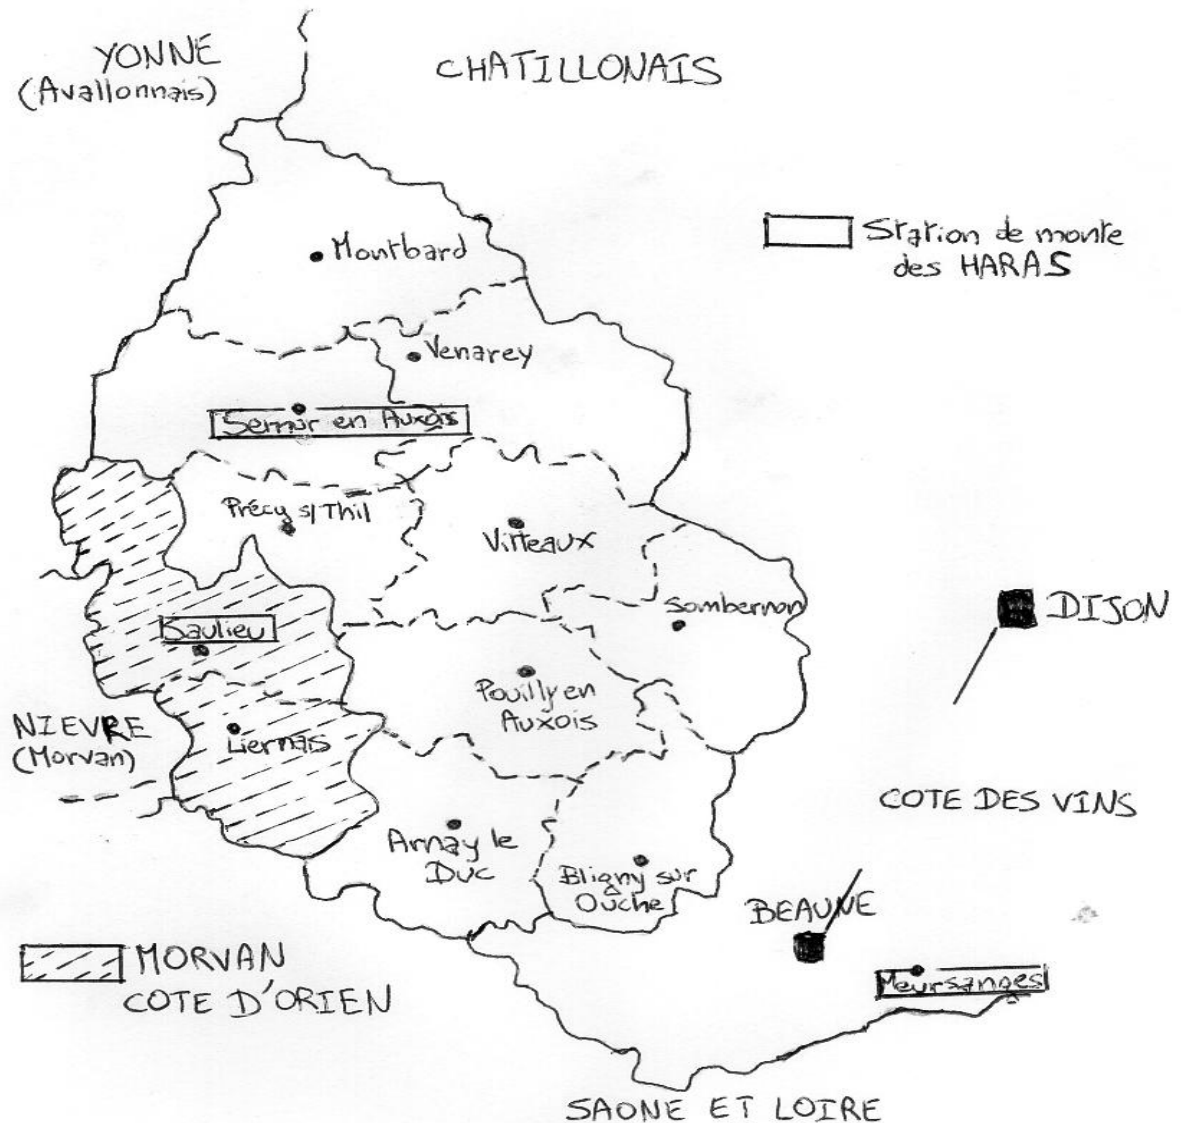 YONNE
(Avallonnais)
CHATILLONAIS
Station de monte
des HARAS
Montbard
Venarey
Semur en Auxois
Précy s/ Thil
Vitteaux
Sombernon
DIJON
Saulieu
Pouilly en
Auxois
NIEVRE
(Morvan)
Liernais
COTE DES VINS
Arnay le
Duc
Bligny sur
Ouche
BEAUNE
MORVAN
COTE D'ORIEN
Meursanges
SAONE ET LOIRE